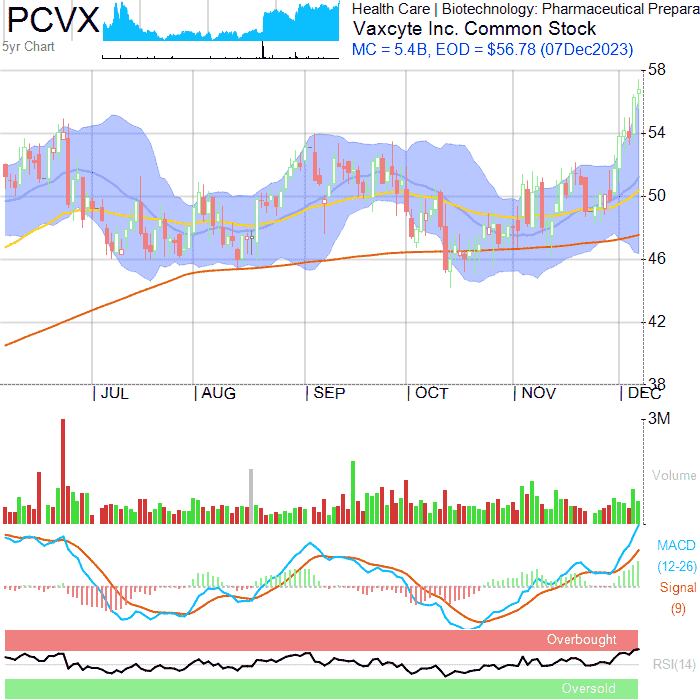 PCVX
5yr Chart
Health Care | Biotechnology: Pharmaceutical Prepara
Vaxcyte Inc. Common Stock
MC = 5.4B, EOD = $56.78 (07Dec2023)
58
54
50
46
42
38
JUL AUG SEP OCT NOV DEC
3M
Volume
MACD
(12-26)
Signal
(9)
Overbought
RSI(14)
Oversold